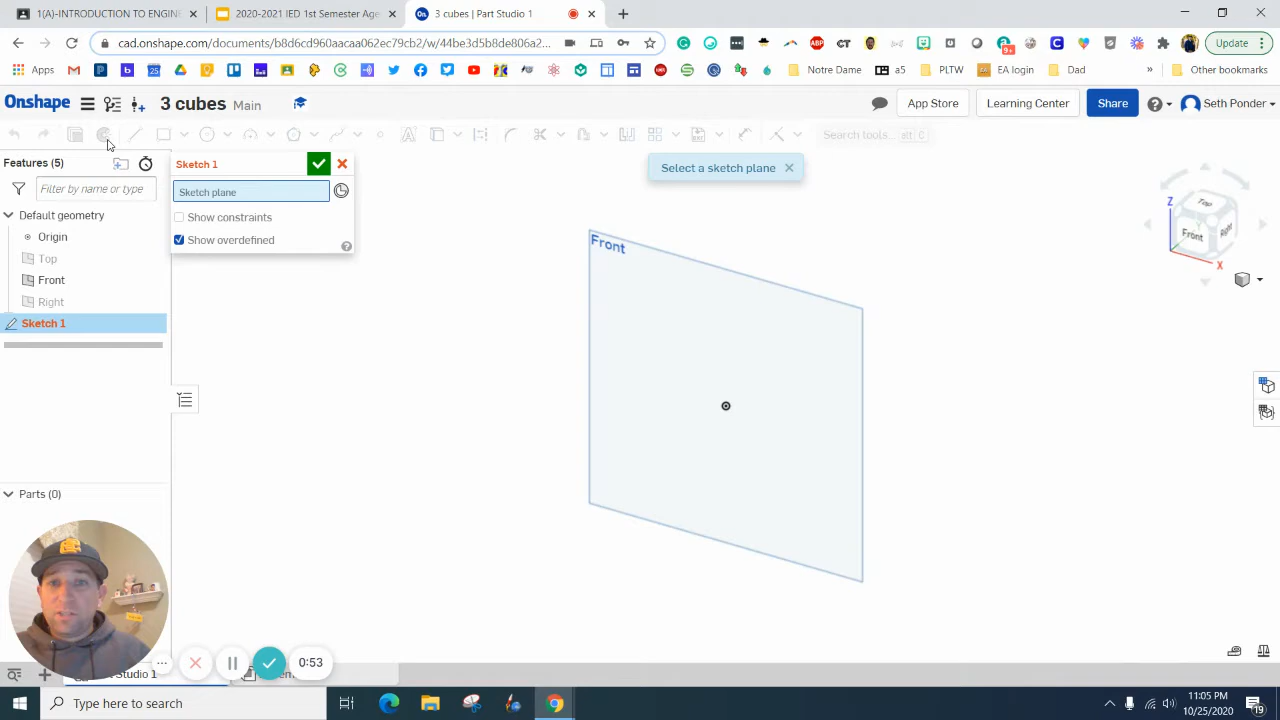 1(A)-INTRODUCTION TO ENGINE
2020-2021 IED 1st Semester Age
3 cubes | Part Studio 1
cad.onshape.com/documents/b8d6cd960aacaa062ec79cb2/w/44be3d5b8de806a2...
Update
Apps
Notre Dame
a5
PLTW
EA login
Dad
Other bookmarks
Onshape
3 cubes Main
App Store
Learning Center
Share
Seth Ponder
Search tools... alt C
Features (5)
Sketch 1
Select a sketch plane
Filter by name or type
Sketch plane
Show constraints
Show overdefined
Default geometry
Origin
Top
Front
Right
Sketch 1
Front
Top
Front
Right
Z
X
Parts (0)
0:53
Type here to search
11:05 PM
10/25/2020
19